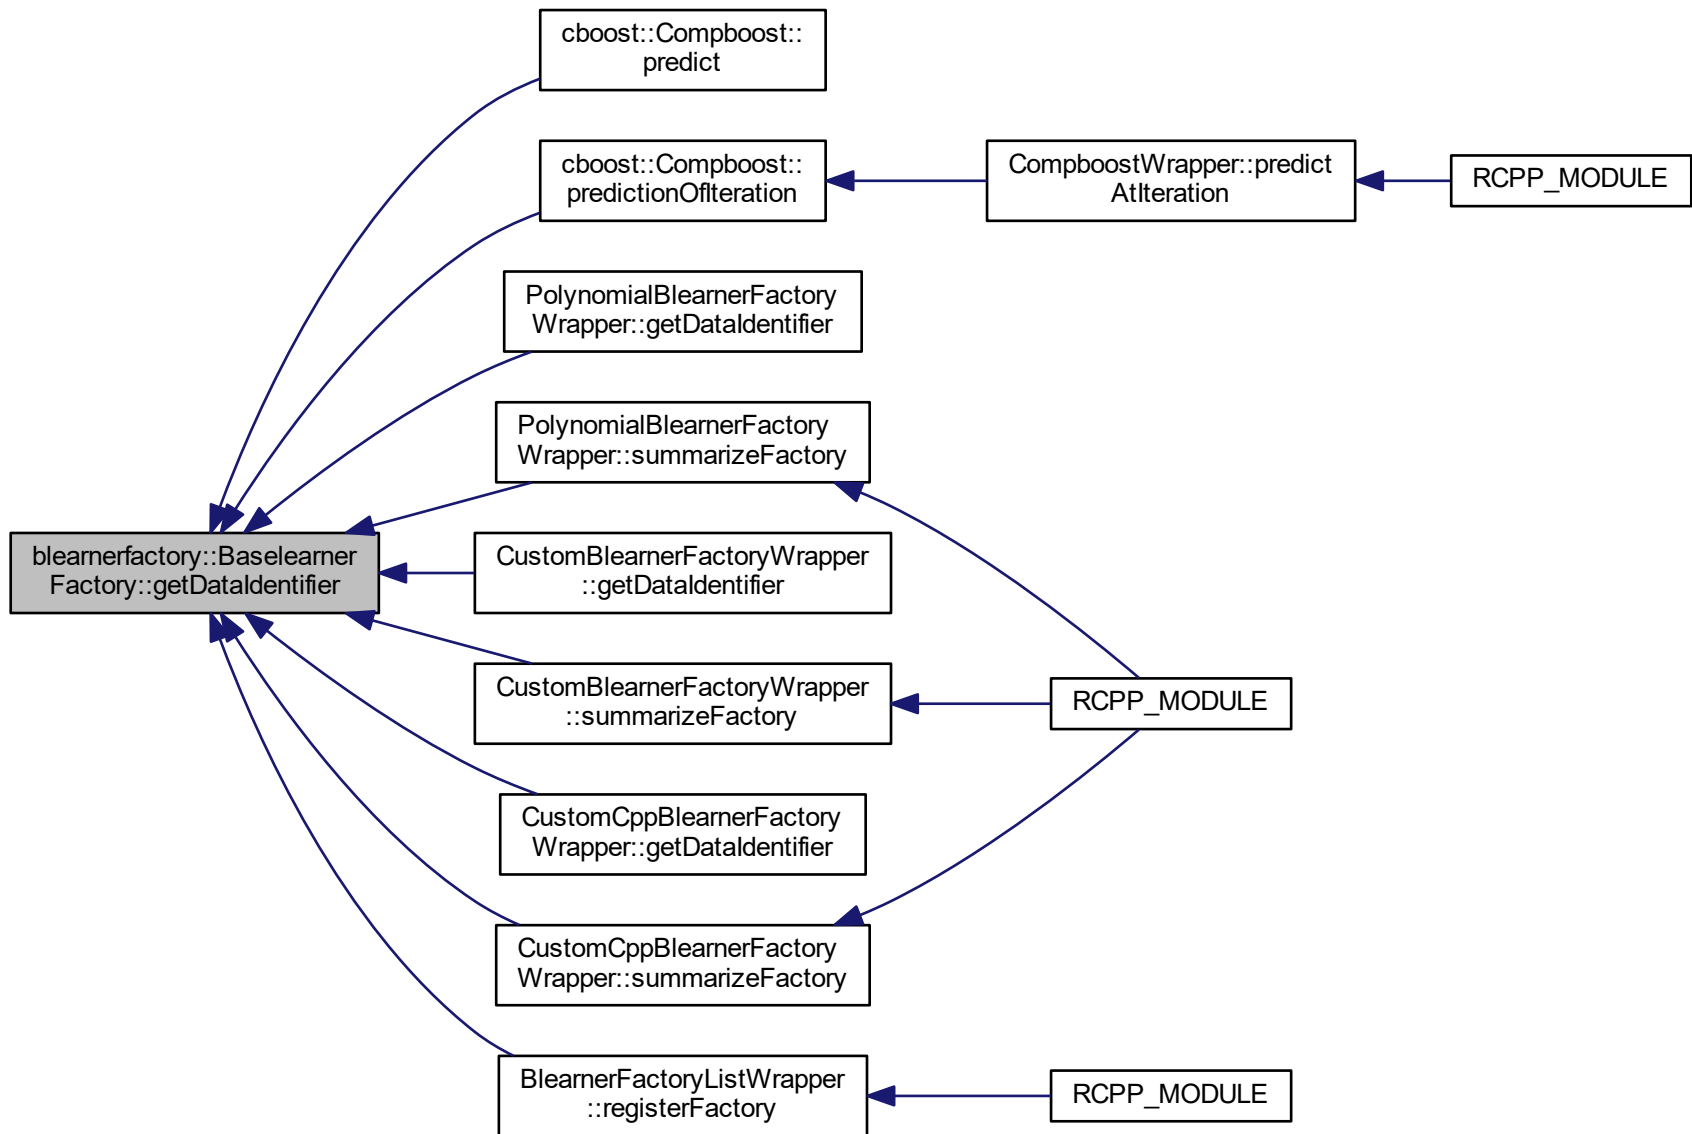 cboost::Compboost::
predict
cboost::Compboost::
predictionOfIteration
CompboostWrapper::predict
AtIteration
RCPP_MODULE
PolynomialBlearnerFactory
Wrapper::getDataIdentifier
PolynomialBlearnerFactory
Wrapper::summarizeFactory
blearnerfactory::Baselearner
Factory::getDataIdentifier
CustomBlearnerFactoryWrapper
::getDataIdentifier
CustomBlearnerFactoryWrapper
::summarizeFactory
RCPP_MODULE
CustomCppBlearnerFactory
Wrapper::getDataIdentifier
CustomCppBlearnerFactory
Wrapper::summarizeFactory
BlearnerFactoryListWrapper
::registerFactory
RCPP_MODULE